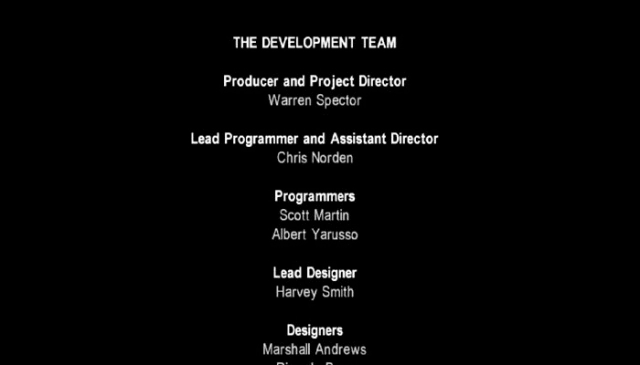 THE DEVELOPMENT TEAM
Producer and Project Director
Warren Spector
Lead Programmer and Assistant Director
Chris Norden
Programmers
Scott Martin
Albert Yarusso
Lead Designer
Harvey Smith
Designers
Marshall Andrews